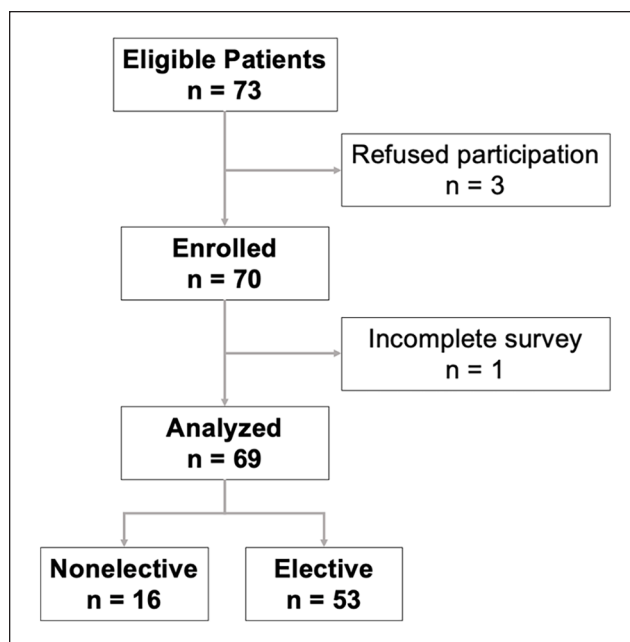 Eligible Patients
n = 73
Refused participation
n = 3
Enrolled
n = 70
Incomplete survey
n = 1
Analyzed
n = 69
Nonelective
n = 16
Elective
n = 53